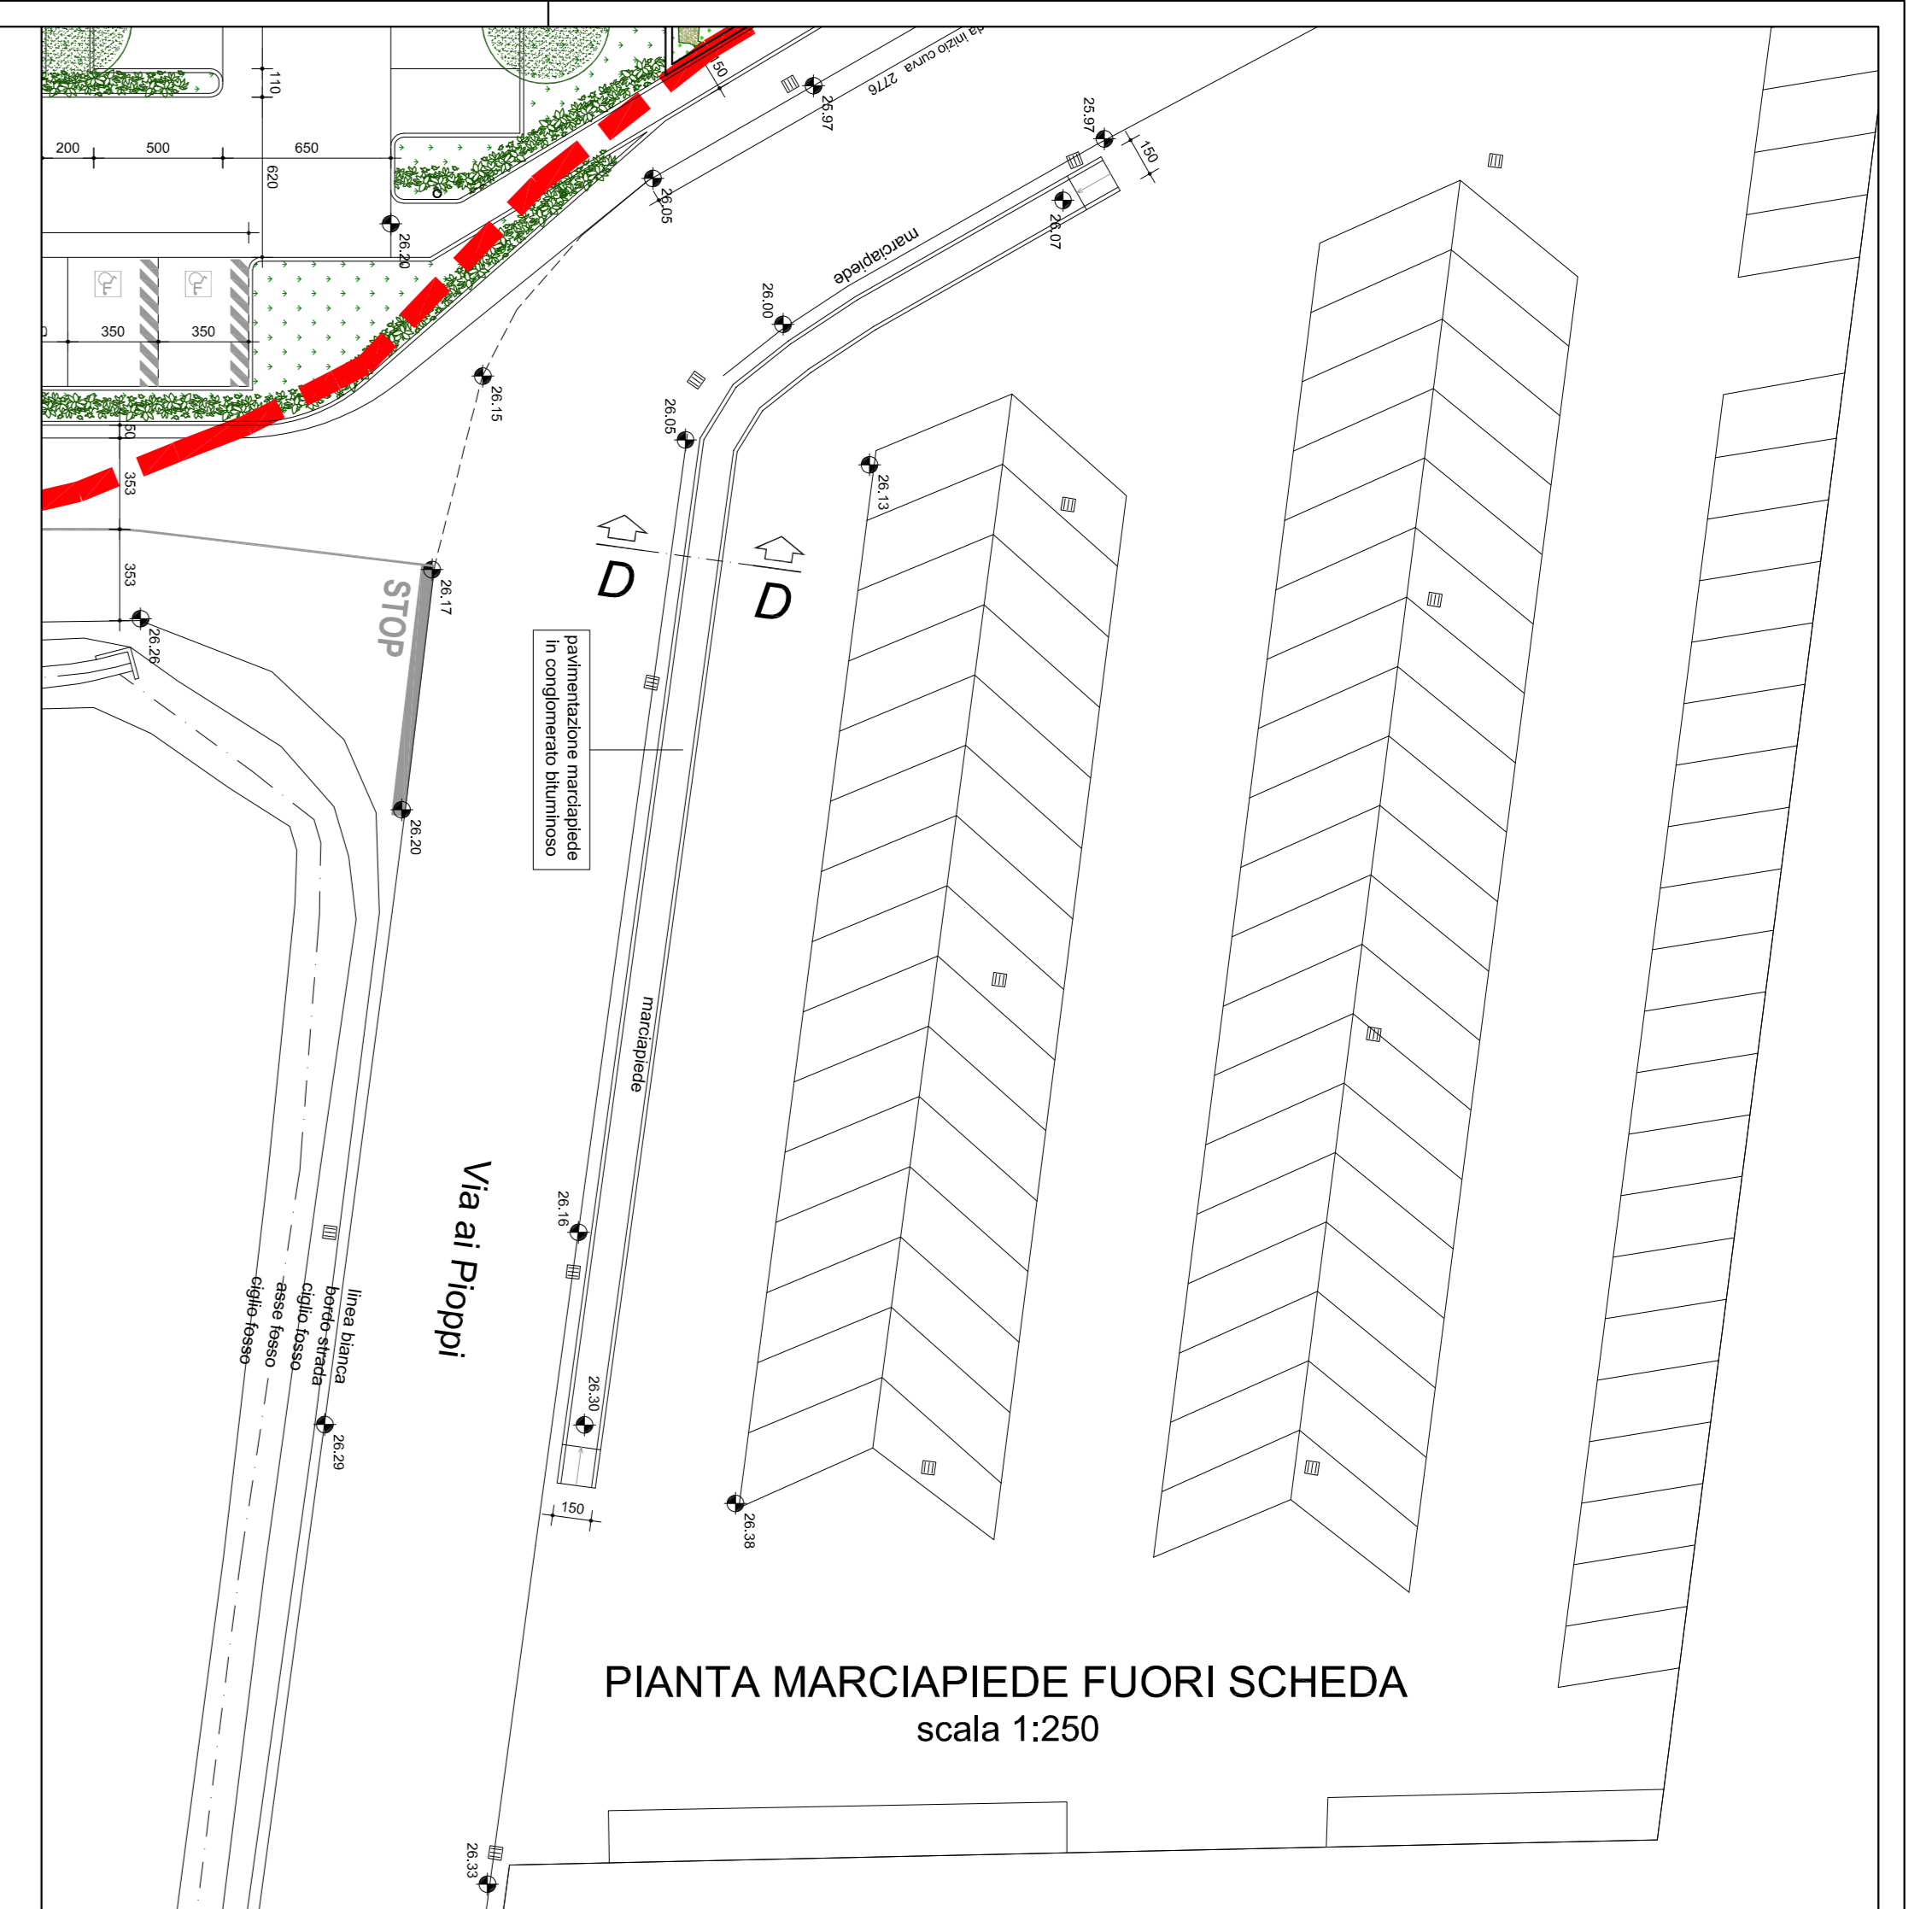 110
200
500
650
620
350
350
50
353
353
26.20
50
da inizio curva 2776
25.97
25.97
150
26.05
26.07
marciapiede
26.00
26.15
26.05
26.13
26.17
STOP
D
D
26.26
26.20
pavimentazione marciapiede
in conglomerato bituminoso
marciapiede
Via ai Pioppi
26.16
linea bianca
bordo strada
ciglio fosso
asse fosso
ciglio fosso
26.30
26.29
150
26.38
PIANTA MARCIAPIEDE FUORI SCHEDA
scala 1:250
26.33